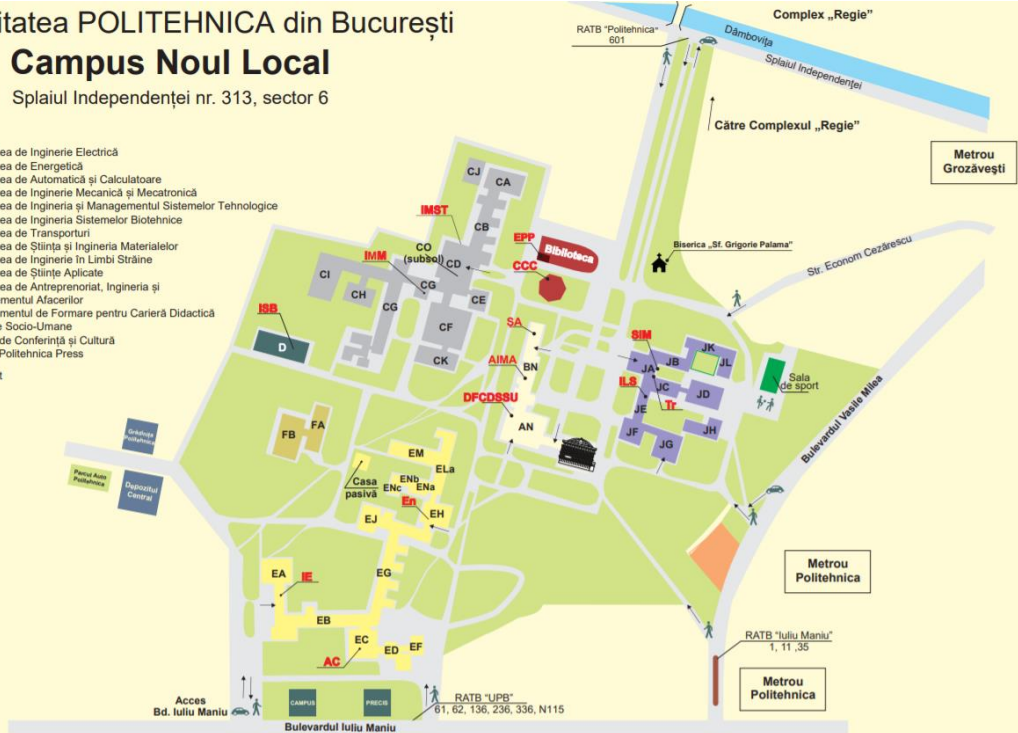 itatea POLITEHNICA din București
Campus Noul Local
Splaiul Independenței nr. 313, sector 6
ea de Inginerie Electrică
ea de Energetică
ea de Automatică și Calculatoare
ea de Inginerie Mecanică și Mecatronică
ea de Ingineria și Managementul Sistemelor Tehnologice
ea de Ingineria Sistemelor Biotehnice
ea de Transporturi
ea de Știința și Ingineria Materialelor
ea de Inginerie în Limbi Străine
ea de Științe Aplicate
ea de Antreprenoriat, Ingineria și
mentul Afacerilor
mentul de Formare pentru Carieră Didactică
e Socio-Umane
de Conferință și Cultură
Politehnica Press
t
Complex „Regie”
RATB “Politehnica”
601
Dâmbovița
Splaiul Independenței
Către Complexul „Regie”
Metrou
Grozăvești
Biserica „Sf. Grigorie Palama”
Str. Econom Cezărescu
CJ
CA
IMST
CB
CO
(subsol)
CD
IMM
CG
CE
CI
CH
CG
CF
CK
EPP
Biblioteca
CCC
ISB
D
SA
AIMA
BN
DFCDSSU
AN
SIM
JK
JL
JA
JB
ILS
JC
JD
Tr
JE
JF
JG
JH
Sala
de sport
Bulevardul Vasile Milea
FA
FB
Grădinița
Politehnica
Parcul Auto
Politehnica
Depozitul
Central
EM
ELa
Casa
pasivă
ENb
ENc
ENa
En
EH
EJ
EG
EA
IE
EB
EC
ED
EF
AC
Metrou
Politehnica
RATB “Iuliu Maniu”
1, 11 ,35
Metrou
Politehnica
Acces
Bd. Iuliu Maniu
CAMPUS
PRECIS
RATB “UPB”
61, 62, 136, 236, 336, N115
Bulevardul Iuliu Maniu